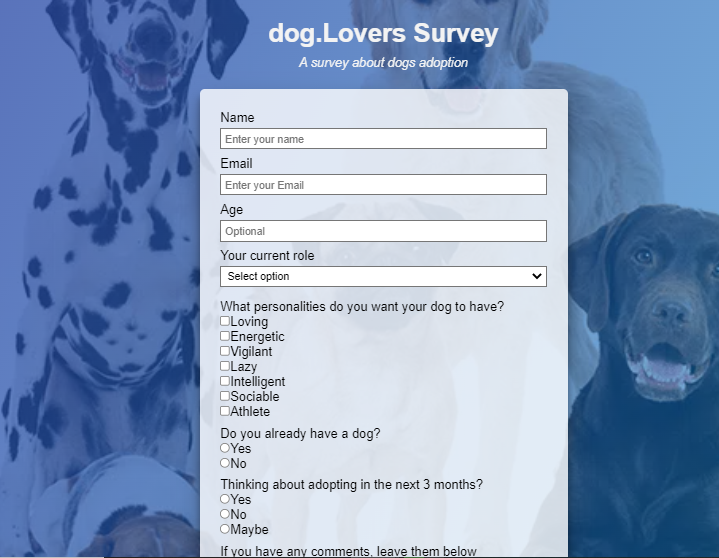 dog.Lovers Survey
A survey about dogs adoption
Name
Enter your name
Email
Enter your Email
Age
Optional
Your current role
Select option
What personalities do you want your dog to have?
Loving
Energetic
Vigilant
Lazy
Intelligent
Sociable
Athlete
Do you already have a dog?
Yes
No
Thinking about adopting in the next 3 months?
Yes
No
Maybe
If you have any comments, leave them below